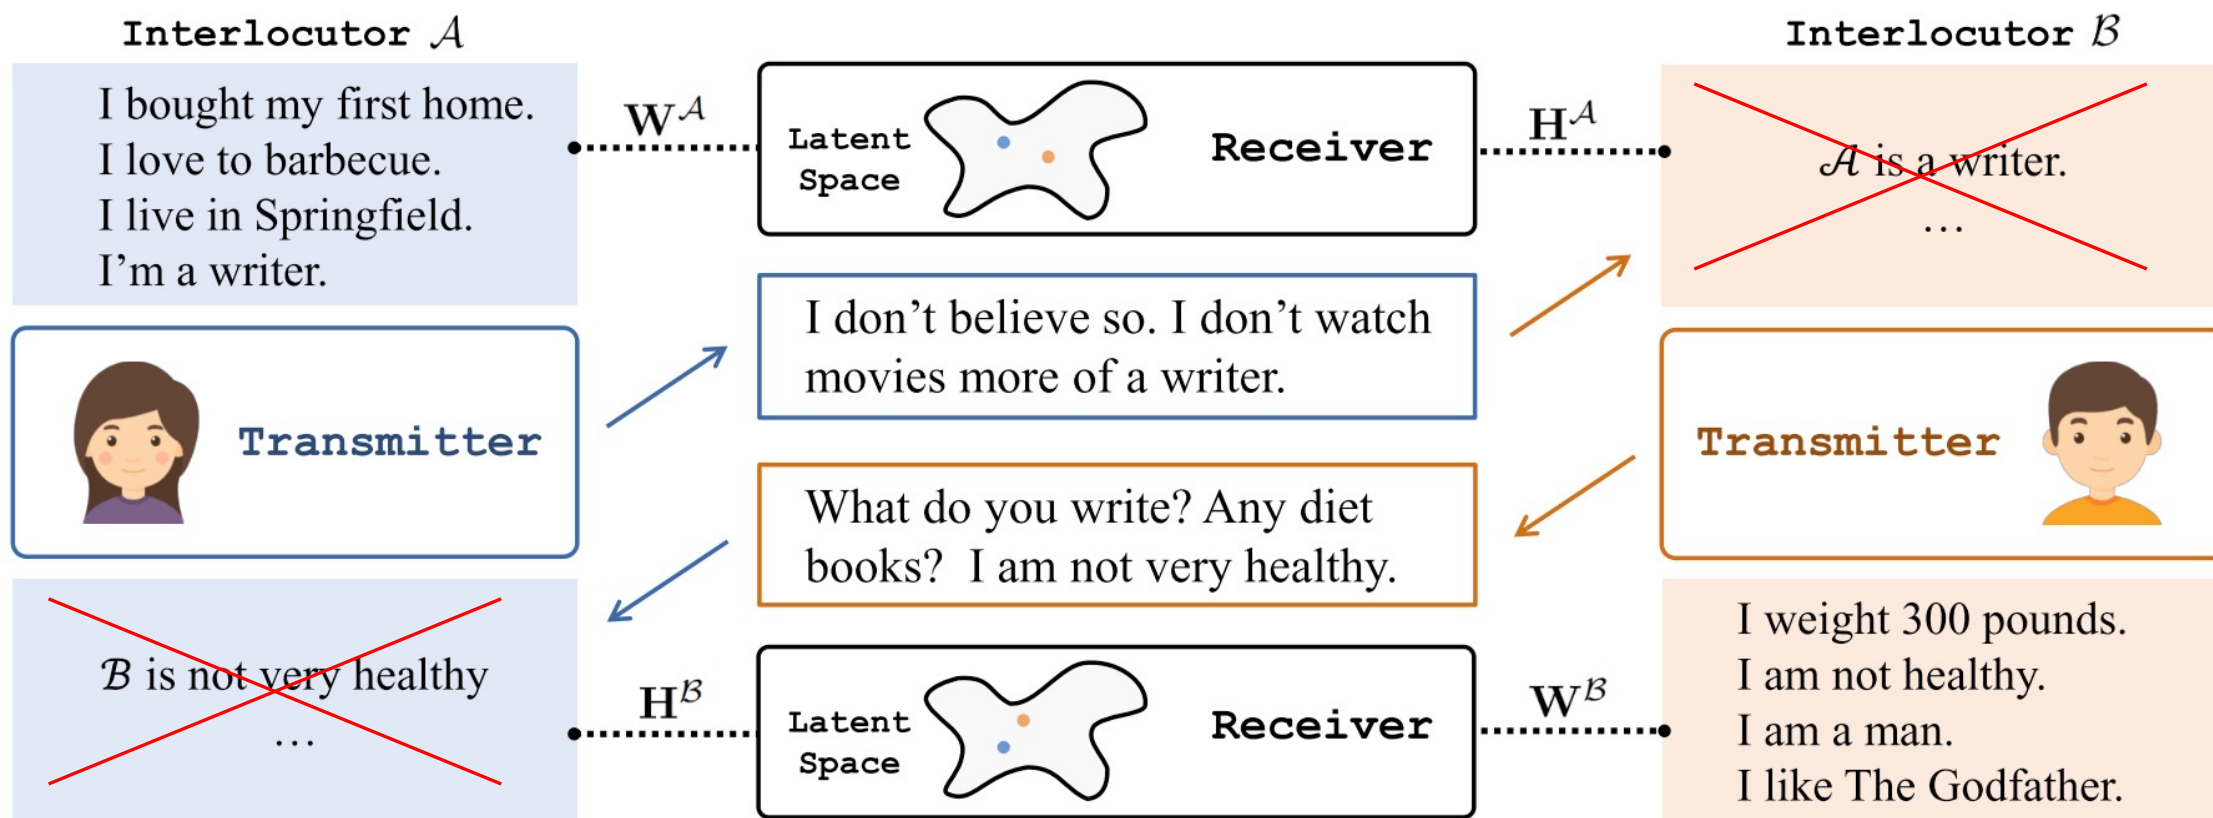 Interlocutor 𝒜
I bought my first home.
I love to barbecue.
I live in Springfield.
I'm a writer.
W^𝒜
Latent
Space
Receiver
H^𝒜
Interlocutor ℬ
𝒜 is a writer.
...
Transmitter
I don't believe so. I don't watch
movies more of a writer.
What do you write? Any diet
books? I am not very healthy.
Transmitter
ℬ is not very healthy
...
H^ℬ
Latent
Space
Receiver
W^ℬ
I weight 300 pounds.
I am not healthy.
I am a man.
I like The Godfather.